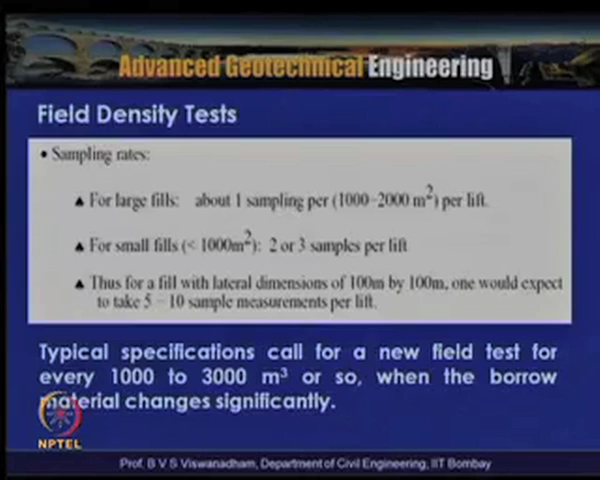 Advanced Geotechnical Engineering
Field Density Tests
• Sampling rates:
▲ For large fills: about 1 sampling per (1000-2000 m²) per lift.
▲ For small fills (< 1000m²): 2 or 3 samples per lift
▲ Thus for a fill with lateral dimensions of 100m by 100m, one would expect
to take 5 – 10 sample measurements per lift.
Typical specifications call for a new field test for
every 1000 to 3000 m³ or so, when the borrow
material changes significantly.
NPTEL
Prof. B V S Viswanadham, Department of Civil Engineering, IIT Bombay